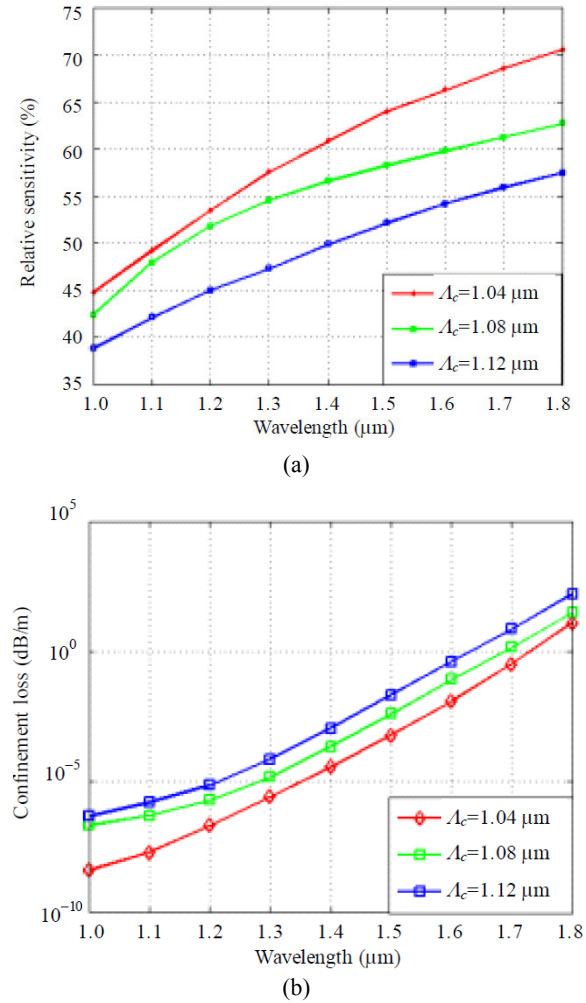 75
70
65
60
55
50
45
40
35
Relative sensitivity (%)
Λc=1.04 µm
Λc=1.08 µm
Λc=1.12 µm
1.0 1.1 1.2 1.3 1.4 1.5 1.6 1.7 1.8
Wavelength (µm)
(a)
10^5
10^0
10^−5
10^−10
Confinement loss (dB/m)
Λc=1.04 µm
Λc=1.08 µm
Λc=1.12 µm
1.0 1.1 1.2 1.3 1.4 1.5 1.6 1.7 1.8
Wavelength (µm)
(b)